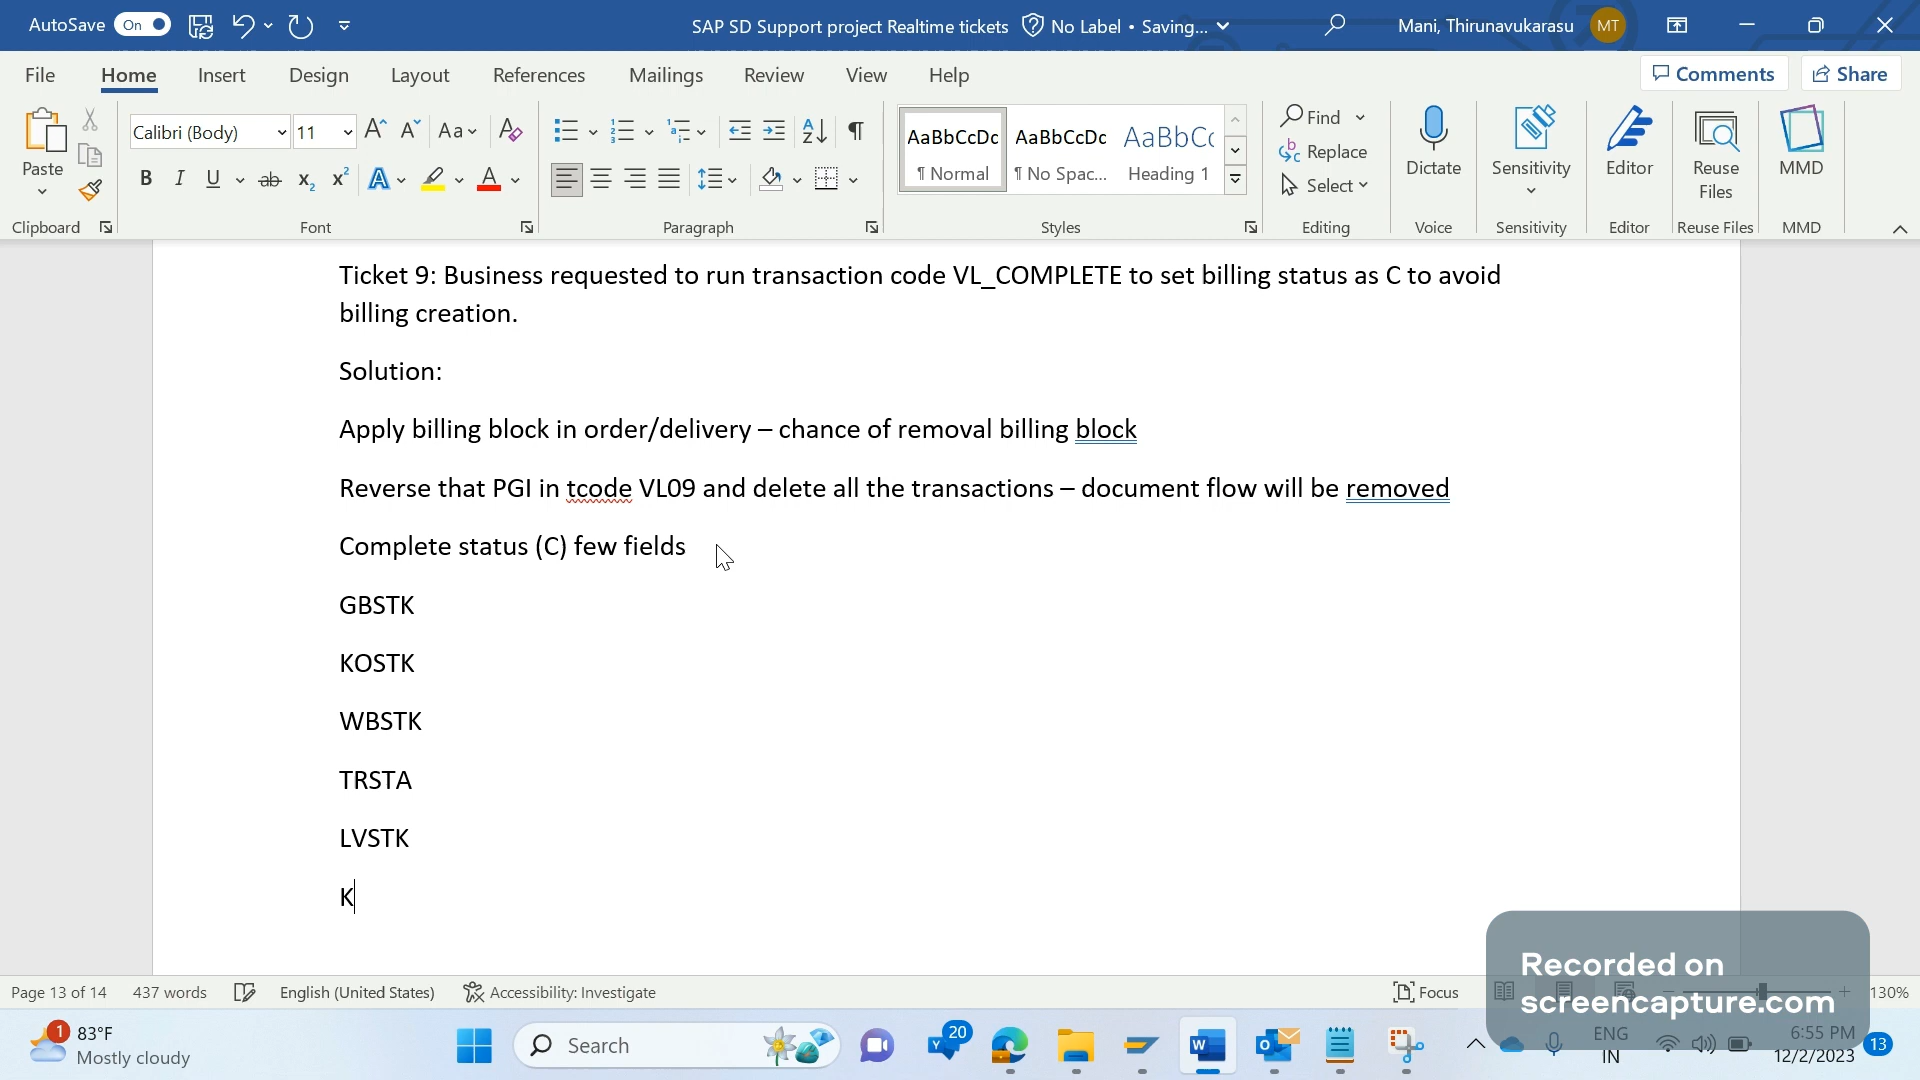 AutoSave On SAP SD Support project Realtime tickets No Label • Saving... Mani, Thirunavukarasu MT
File Home Insert Design Layout References Mailings Review View Help Comments Share
Calibri (Body) 11 Aa AaBbCcDc AaBbCcDc AaBbCc Find
Paste ¶ Normal ¶ No Spac... Heading 1 Replace Dictate Sensitivity Editor Reuse Files MMD
B I U ab x₂ x² A A Select
Clipboard Font Paragraph Styles Editing Voice Sensitivity Editor Reuse Files MMD
Ticket 9: Business requested to run transaction code VL_COMPLETE to set billing status as C to avoid
billing creation.
Solution:
Apply billing block in order/delivery – chance of removal billing block
Reverse that PGI in tcode VL09 and delete all the transactions – document flow will be removed
Complete status (C) few fields
GBSTK
KOSTK
WBSTK
TRSTA
LVSTK
K
Recorded on
screencapture.com
Page 13 of 14 437 words English (United States) Accessibility: Investigate Focus 130%
1 83°F
Mostly cloudy
Search
20
ENG
IN
6:55 PM
12/2/2023
13